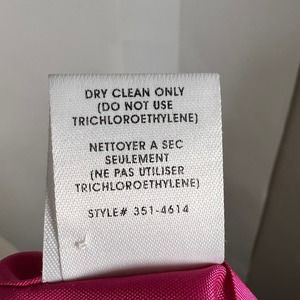 DRY CLEAN ONLY
(DO NOT USE
TRICHLOROETHYLENE)
NETTOYER A SEC
SEULEMENT
(NE PAS UTILISER
TRICHLOROETHYLENE)
STYLE# 351-4614